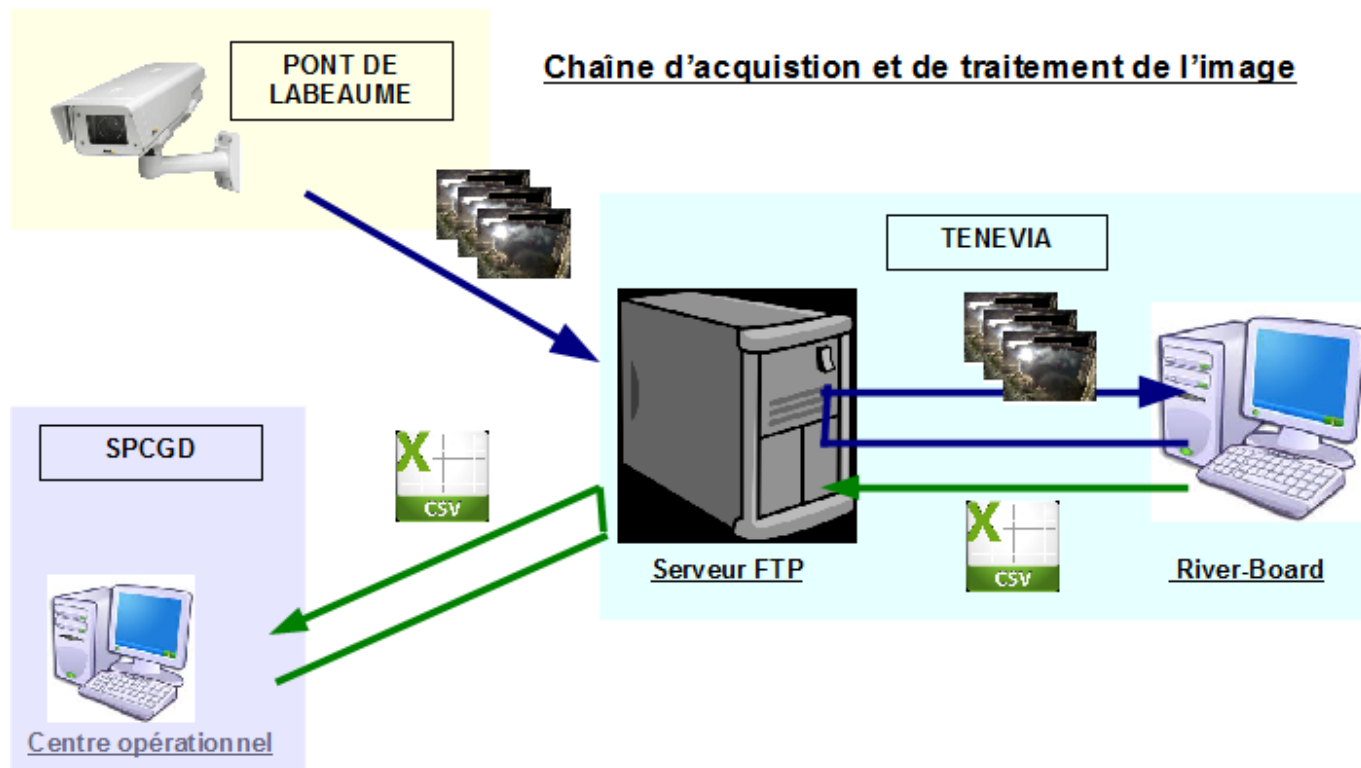 PONT DE
LABEAUME
Chaîne d'acquistion et de traitement de l'image
TENEVIA
SPCGD
X
CSV
Serveur FTP
X
CSV
River-Board
Centre opérationnel